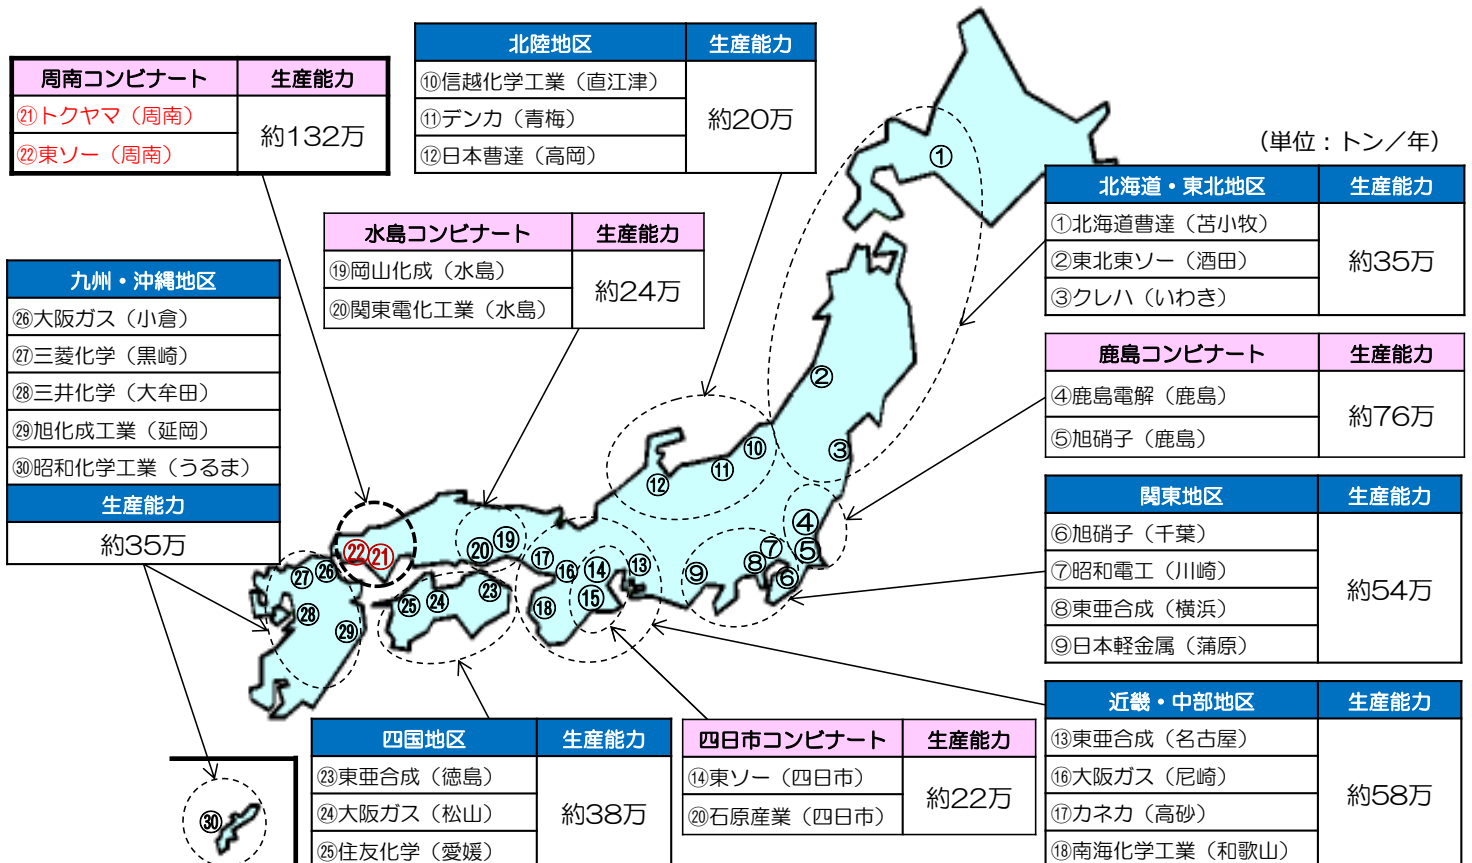 北陸地区 生産能力
⑩信越化学工業（直江津）
⑪デンカ（青梅）
⑫日本曹達（高岡）
約20万
周南コンビナート 生産能力
㉑トクヤマ（周南）
㉒東ソー（周南）
約132万
（単位：トン／年）
水島コンビナート 生産能力
⑲岡山化成（水島）
⑳関東電化工業（水島）
約24万
北海道・東北地区 生産能力
①北海道曹達（苫小牧）
②東北東ソー（酒田）
③クレハ（いわき）
約35万
九州・沖縄地区
㉖大阪ガス（小倉）
㉗三菱化学（黒崎）
㉘三井化学（大牟田）
㉙旭化成工業（延岡）
㉚昭和化学工業（うるま）
生産能力
約35万
鹿島コンビナート 生産能力
④鹿島電解（鹿島）
⑤旭硝子（鹿島）
約76万
関東地区 生産能力
⑥旭硝子（千葉）
⑦昭和電工（川崎）
⑧東亜合成（横浜）
⑨日本軽金属（蒲原）
約54万
近畿・中部地区 生産能力
⑬東亜合成（名古屋）
⑯大阪ガス（尼崎）
⑰カネカ（高砂）
⑱南海化学工業（和歌山）
約58万
四国地区 生産能力
㉓東亜合成（徳島）
㉔大阪ガス（松山）
㉕住友化学（愛媛）
約38万
四日市コンビナート 生産能力
⑭東ソー（四日市）
⑳石原産業（四日市）
約22万
①
②
③
⑩
⑪
⑫
④
⑤
⑦
⑧
⑥
⑨
⑬
⑭
⑮
⑯
⑰
⑱
⑲
⑳
㉒ ㉑
㉓
㉔
㉕
㉖
㉗
㉘
㉙
㉚